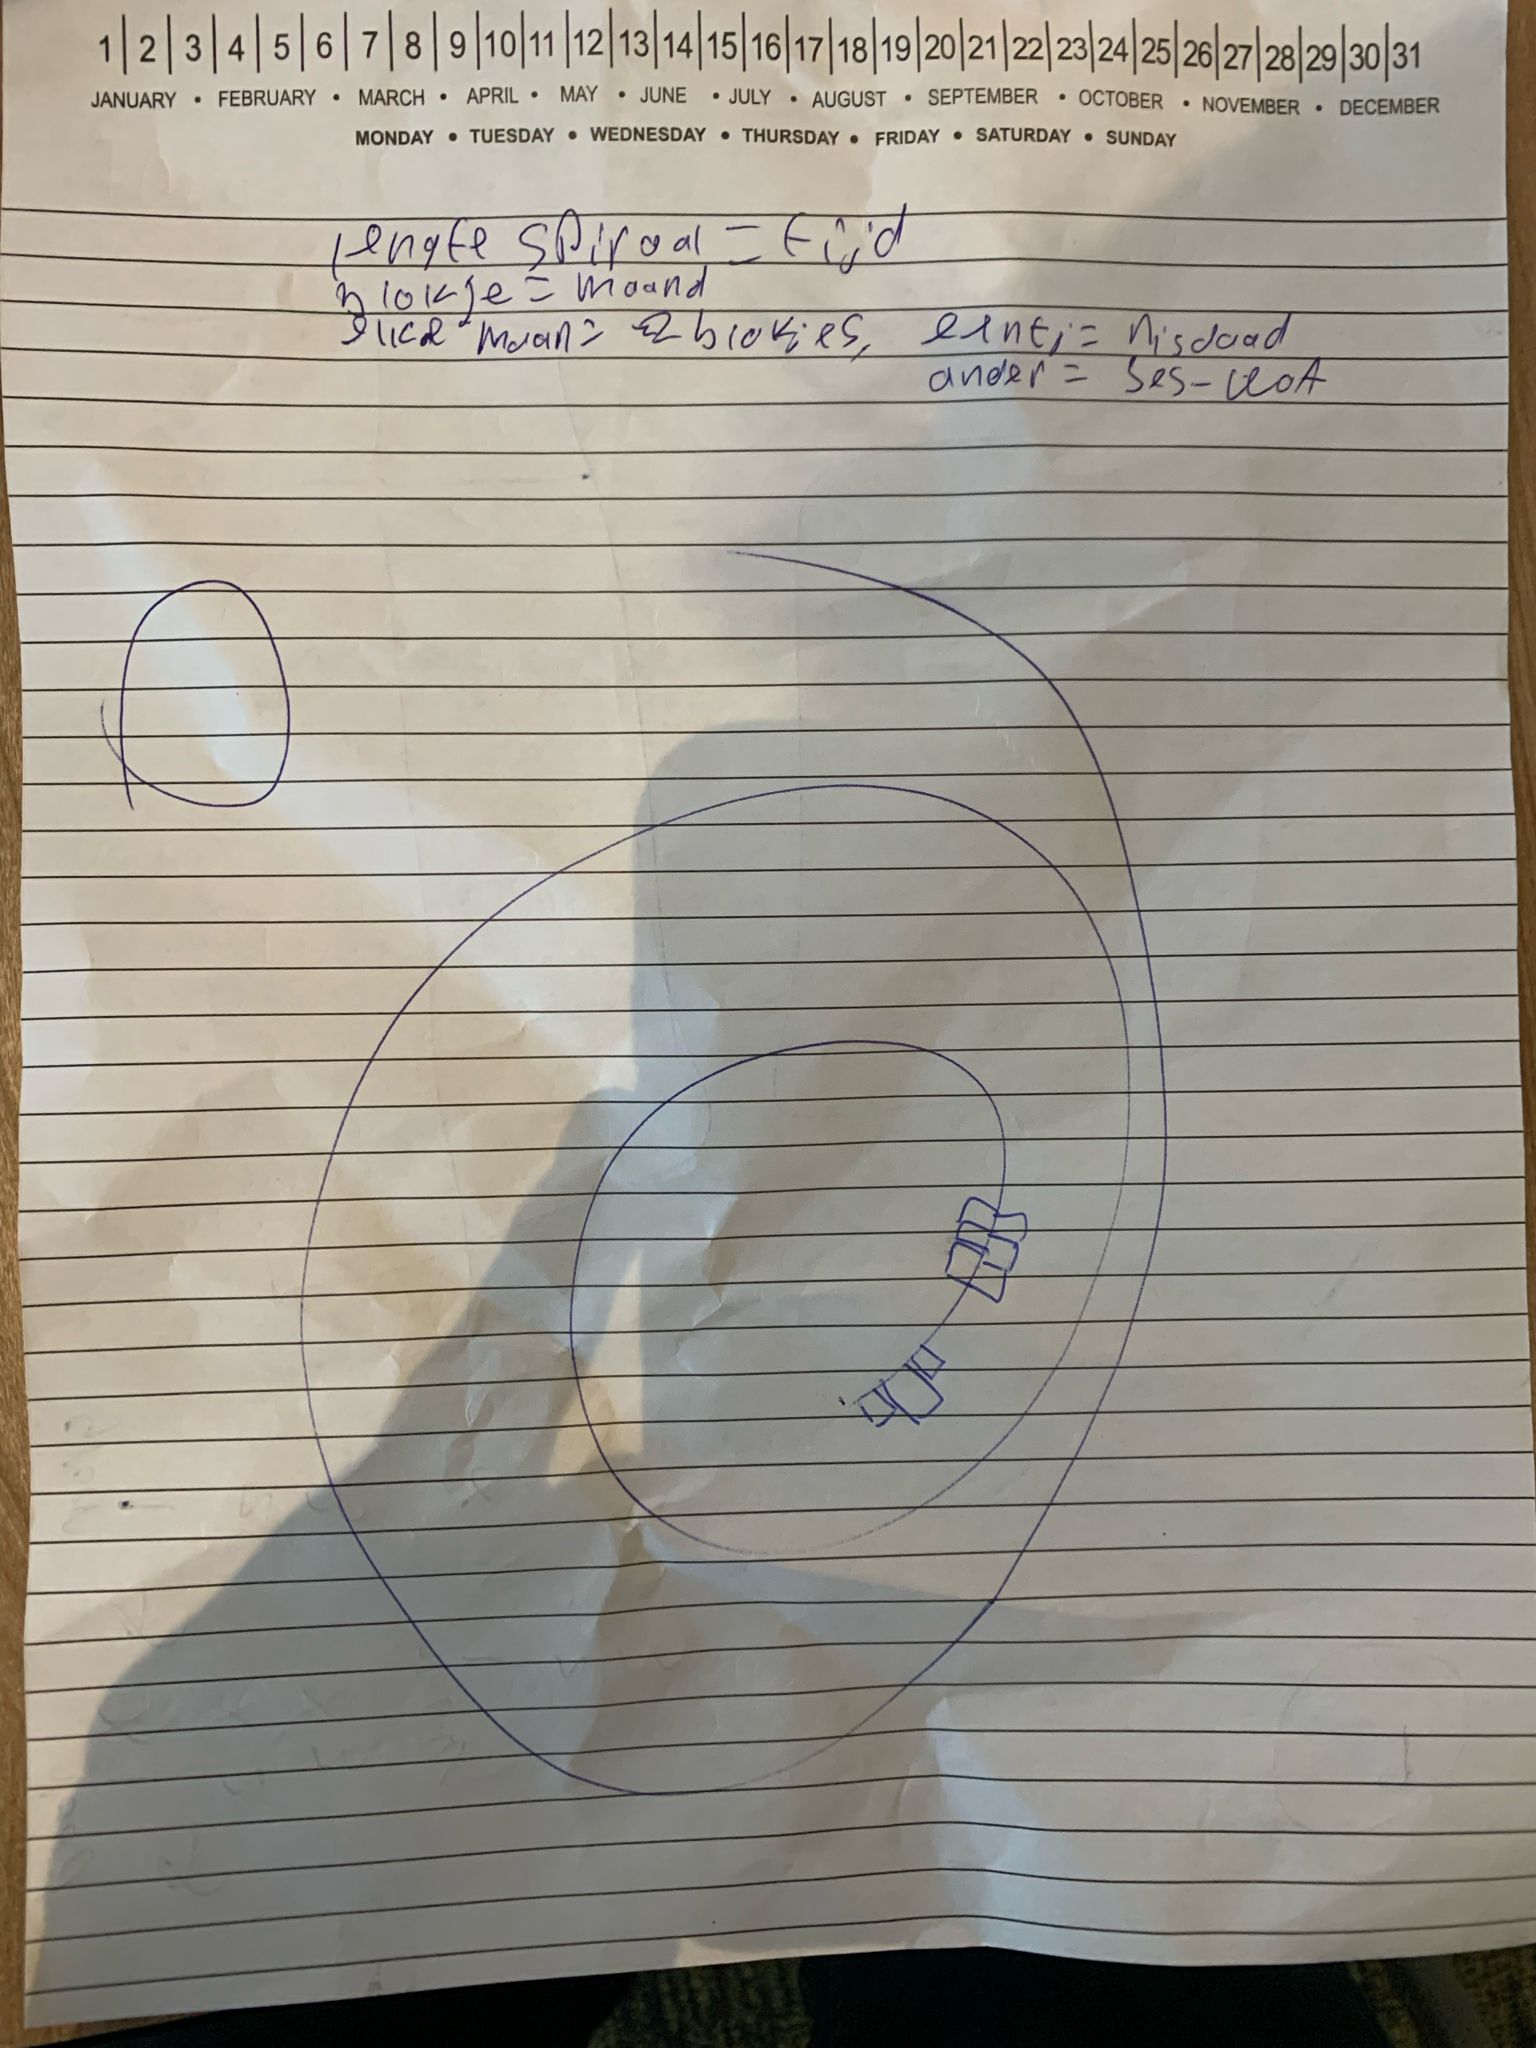 1 | 2 | 3 | 4 | 5 | 6 | 7 | 8 | 9 | 10 | 11 | 12 | 13 | 14 | 15 | 16 | 17 | 18 | 19 | 20 | 21 | 22 | 23 | 24 | 25 | 26 | 27 | 28 | 29 | 30 | 31
JANUARY • FEBRUARY • MARCH • APRIL • MAY • JUNE • JULY • AUGUST • SEPTEMBER • OCTOBER • NOVEMBER • DECEMBER
MONDAY • TUESDAY • WEDNESDAY • THURSDAY • FRIDAY • SATURDAY • SUNDAY
lengte spiraal = tijd
blokje = maand
elke maan= 2 blokjes, = misdaad
ander =